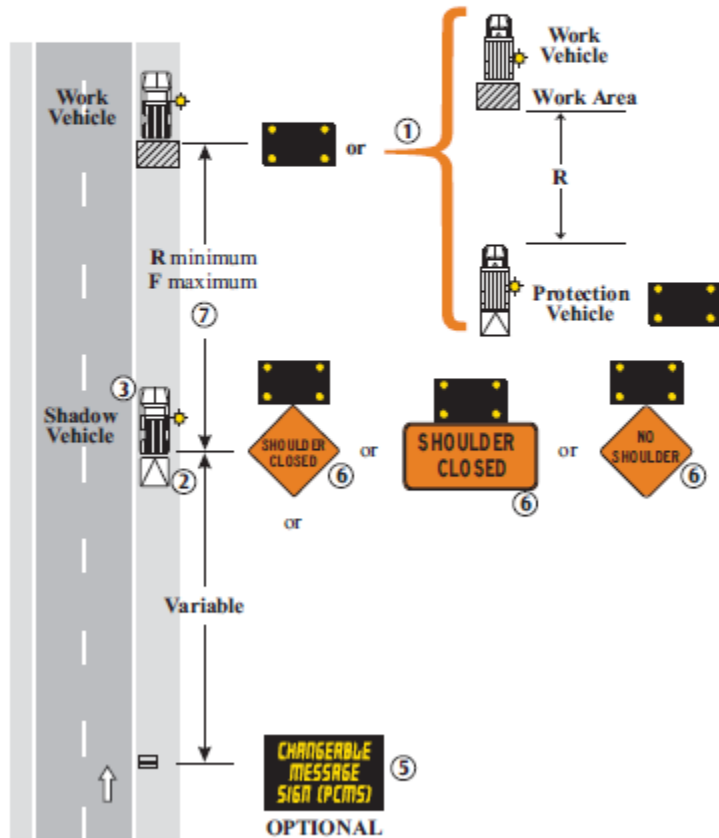 Work
Vehicle
Work
Vehicle
Work Area
or
①
R
R minimum
F maximum
⑦
Protection
Vehicle
③
Shadow
Vehicle
②
SHOULDER
CLOSED
⑥
or
SHOULDER
CLOSED
⑥
or
NO
SHOULDER
⑥
or
Variable
CHANGEABLE
MESSAGE
SIGN (PCMS)
⑤
OPTIONAL